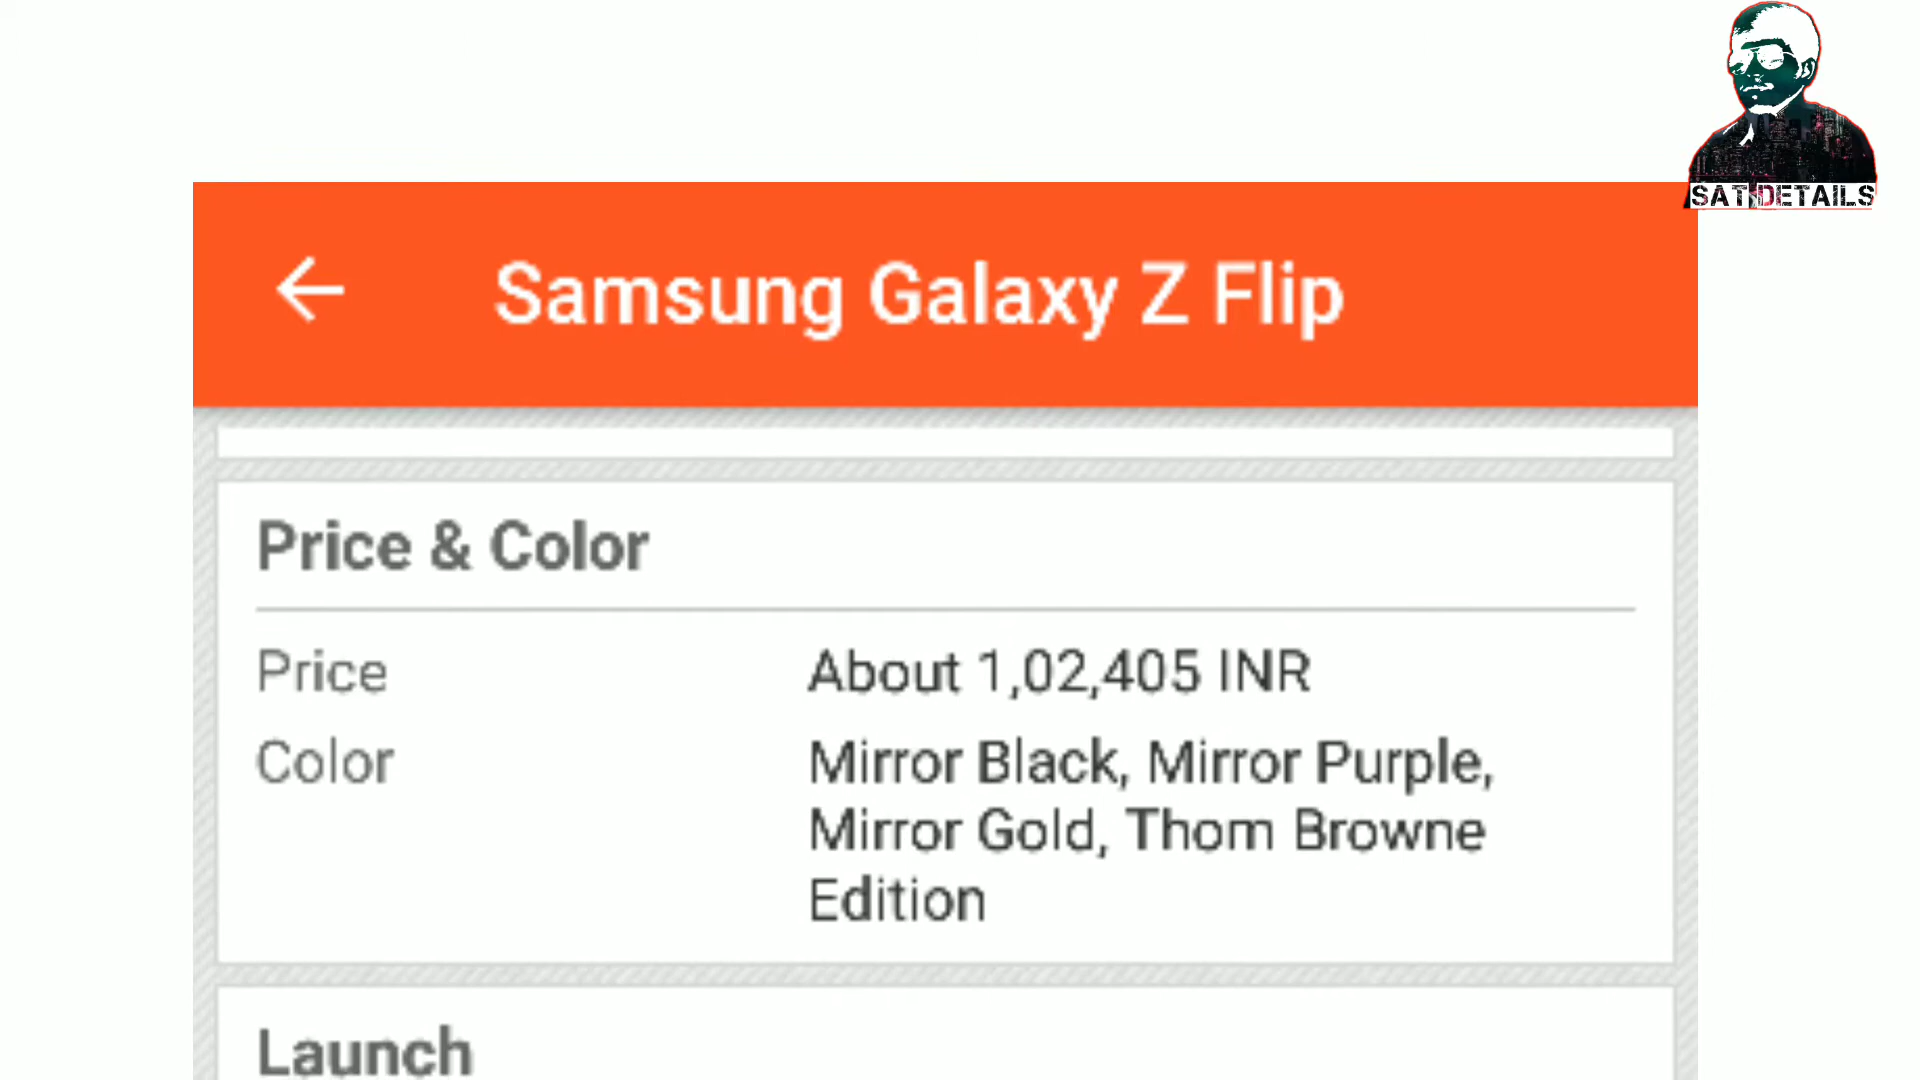 SAT DETAILS
Samsung Galaxy Z Flip
Price & Color
Price
About 1,02,405 INR
Color
Mirror Black, Mirror Purple,
Mirror Gold, Thom Browne
Edition
Launch